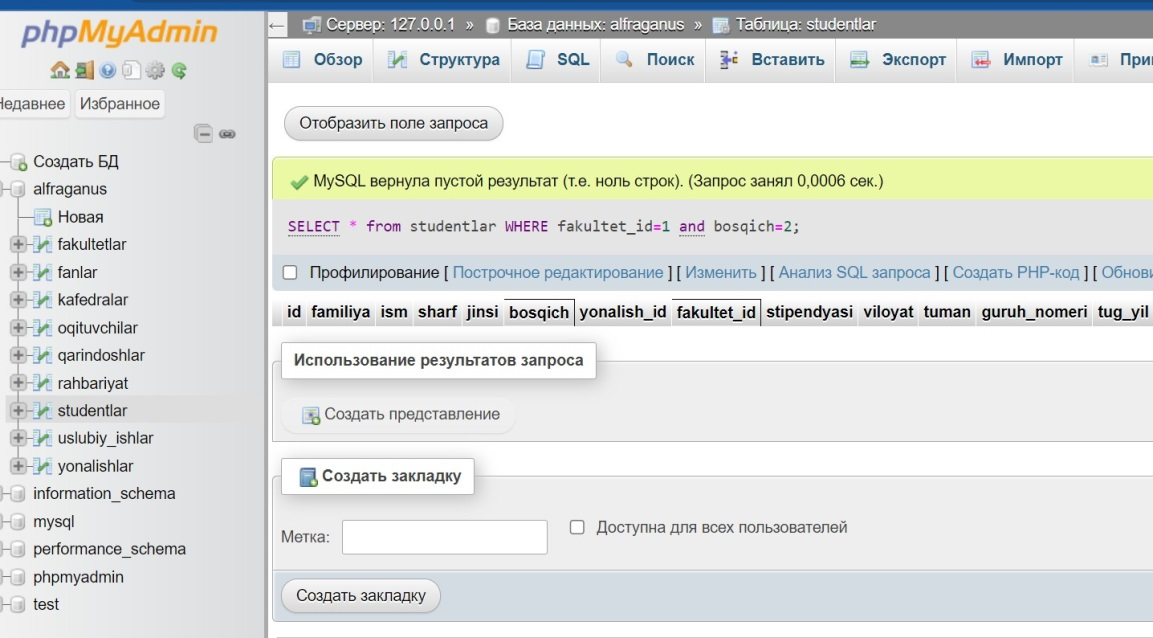 phpMyAdmin
Недавнее Избранное
Создать БД
alfraganus
Новая
fakultetlar
fanlar
kafedralar
oqituvchilar
qarindoshlar
rahbariyat
studentlar
uslubiy_ishlar
yonalishlar
information_schema
mysql
performance_schema
phpmyadmin
test
Сервер: 127.0.0.1 » База данных: alfraganus » Таблица: studentlar
Обзор Структура SQL Поиск Вставить Экспорт Импорт При
Отобразить поле запроса
MySQL вернула пустой результат (т.е. ноль строк). (Запрос занял 0,0006 сек.)
SELECT * from studentlar WHERE fakultet_id=1 and bosqich=2;
Профилирование [ Построчное редактирование ] [ Изменить ] [ Анализ SQL запроса ] [ Создать PHP-код ] [ Обнови
id familiya ism sharf jinsi bosqich yonalish_id fakultet_id stipendyasi viloyat tuman guruh_nomeri tug_yil
Использование результатов запроса
Создать представление
Создать закладку
Метка: Доступна для всех пользователей
Создать закладку